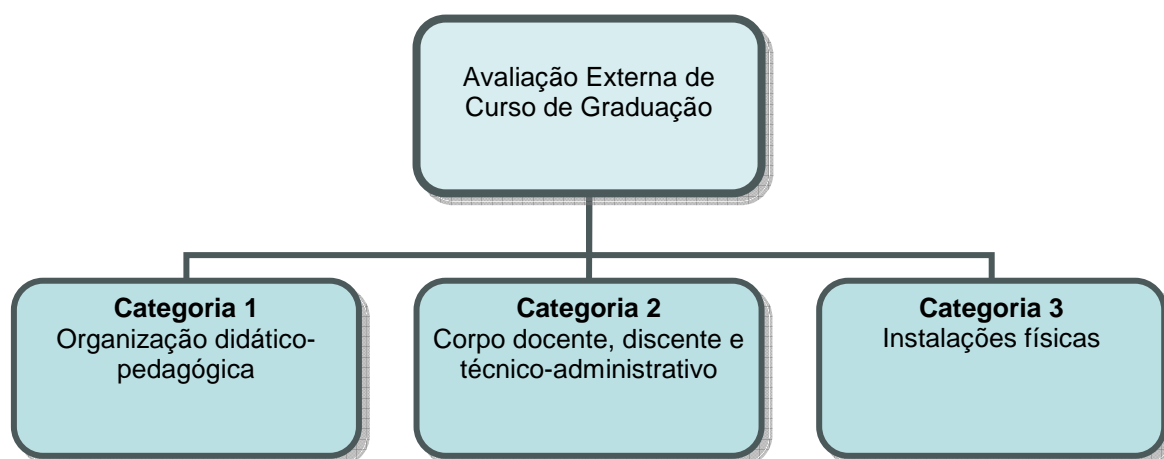 Avaliação Externa de
Curso de Graduação
Categoria 1
Organização didático-
pedagógica
Categoria 2
Corpo docente, discente e
técnico-administrativo
Categoria 3
Instalações físicas